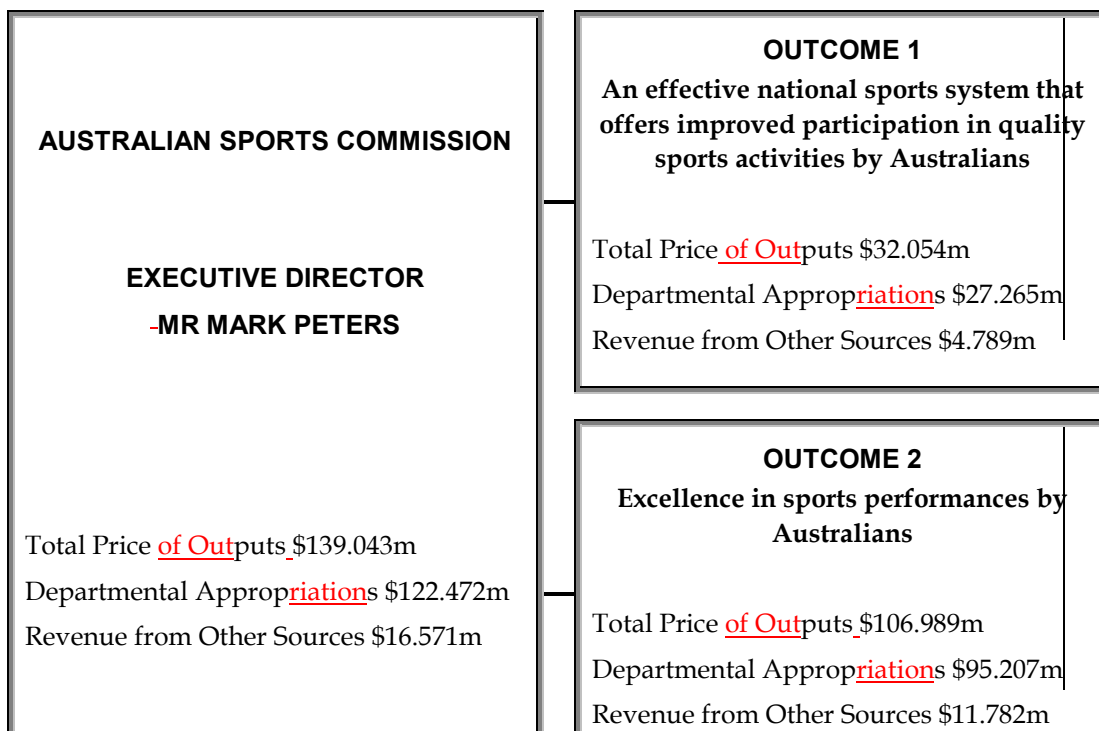 AUSTRALIAN SPORTS COMMISSION
EXECUTIVE DIRECTOR
-MR MARK PETERS
Total Price of Outputs $139.043m
Departmental Appropriations $122.472m
Revenue from Other Sources $16.571m
OUTCOME 1
An effective national sports system that
offers improved participation in quality
sports activities by Australians
Total Price of Outputs $32.054m
Departmental Appropriations $27.265m
Revenue from Other Sources $4.789m
OUTCOME 2
Excellence in sports performances by
Australians
Total Price of Outputs $106.989m
Departmental Appropriations $95.207m
Revenue from Other Sources $11.782m